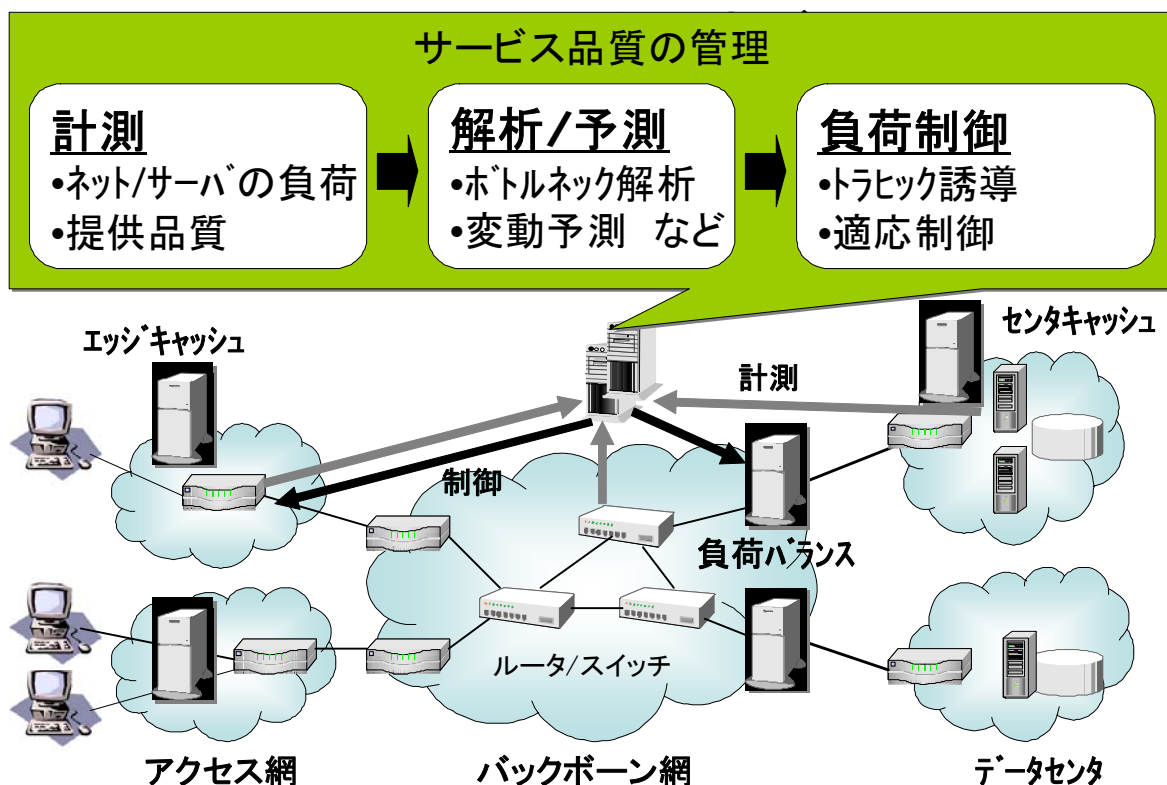 サービス品質の管理
計測
•ネット/サーバの負荷
•提供品質
解析/予測
•ボトルネック解析
•変動予測 など
負荷制御
•トラヒック誘導
•適応制御
エッジキャッシュ
センタキャッシュ
計測
制御
負荷バランス
ルータ/スイッチ
アクセス網
バックボーン網
データセンタ